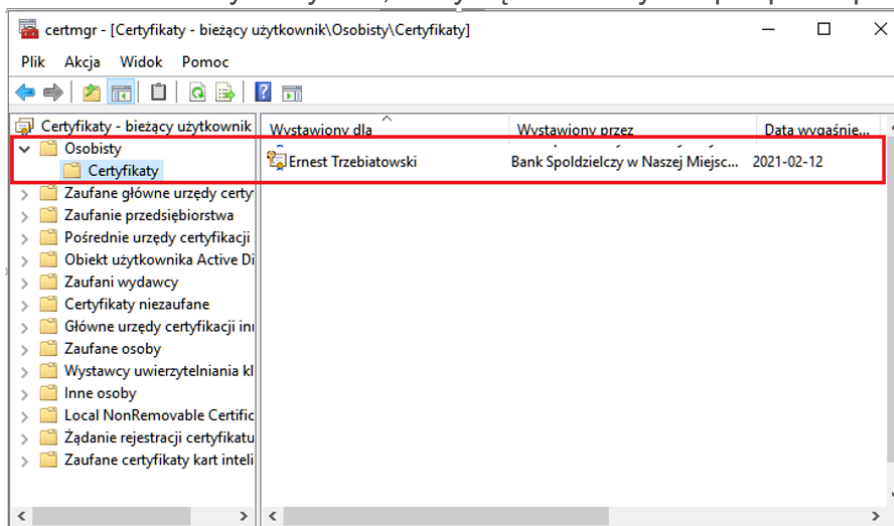 certmgr - [Certyfikaty - bieżący użytkownik\Osobisty\Certyfikaty]
Plik Akcja Widok Pomoc
Certyfikaty - bieżący użytkownik
Wystawiony dla Wystawiony przez Data wygaśnie...
Osobisty
Certyfikaty
Ernest Trzebiatowski Bank Spoldzielczy w Naszej Miejsc... 2021-02-12
Zaufane główne urzędy certy
Zaufanie przedsiębiorstwa
Pośrednie urzędy certyfikacji
Obiekt użytkownika Active Di
Zaufani wydawcy
Certyfikaty niezaufane
Główne urzędy certyfikacji inn
Zaufane osoby
Wystawcy uwierzytelniania kl
Inne osoby
Local NonRemovable Certific
Żądanie rejestracji certyfikatu
Zaufane certyfikaty kart inteli